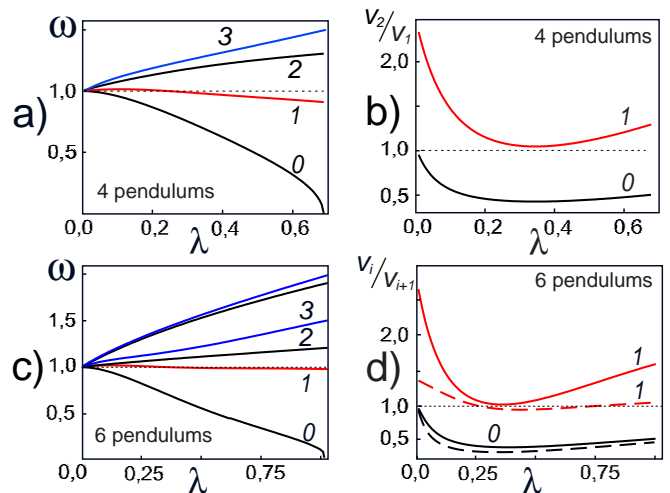 ω
3
2
1,0
1
a)
0,5
0
4 pendulums
0,0 0,2 0,4 0,6
λ
v2/v1
4 pendulums
2,0
1
b)
1,0
0
0,5
0,0 0,2 0,4 0,6
λ
ω
1,5
3
2
c)
1,0
1
0,5
0
6 pendulums
0,0 0,25 0,75
λ
vi/vi+1
6 pendulums
2,0
1
d)
1
1,0
0
0,5
0,0 0,25 0,75
λ